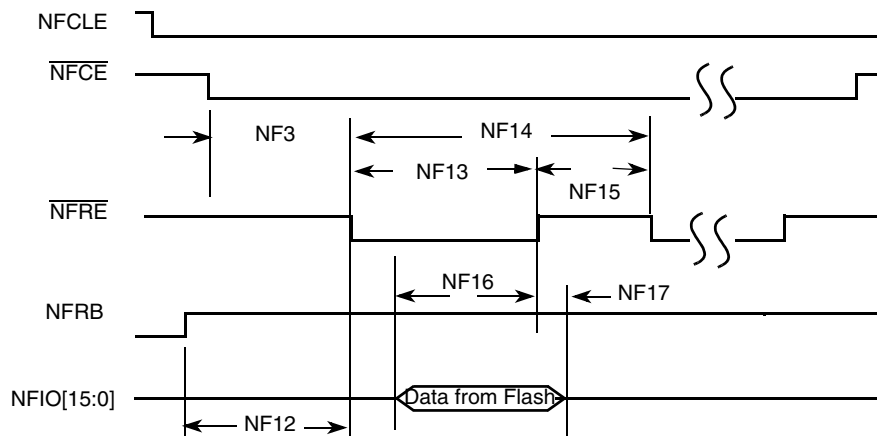 NFCLE
NFCE
NF3
NF14
NF13
NF15
NFRE
NF16
NF17
NFRB
NFIO[15:0]
Data from Flash
NF12